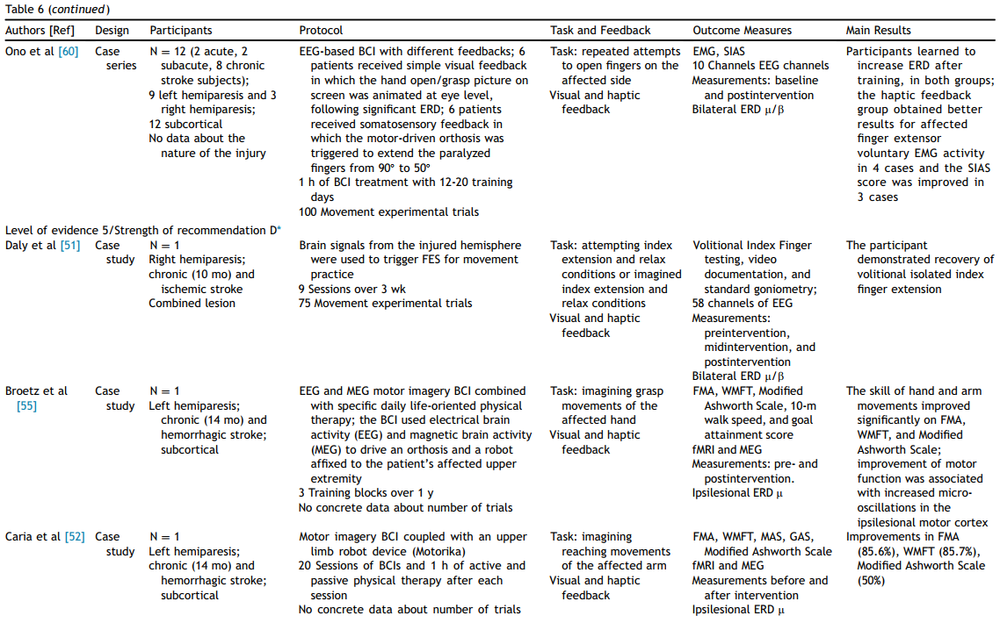 Table 6 (continued)
Authors [Ref] Design Participants Protocol Task and Feedback Outcome Measures Main Results
Ono et al [60]
Case
series
N = 12 (2 acute, 2
subacute, 8 chronic
stroke subjects);
9 left hemiparesis and 3
right hemiparesis;
12 subcortical
No data about the
nature of the injury
EEG-based BCI with different feedbacks; 6
patients received simple visual feedback
in which the hand open/grasp picture on
screen was animated at eye level,
following significant ERD; 6 patients
received somatosensory feedback in
which the motor-driven orthosis was
triggered to extend the paralyzed
fingers from 90° to 50°
1 h of BCI treatment with 12-20 training
days
100 Movement experimental trials
Task: repeated attempts
to open fingers on the
affected side
Visual and haptic
feedback
EMG, SIAS
10 Channels EEG channels
Measurements: baseline
and postintervention
Bilateral ERD μ/β
Participants learned to
increase ERD after
training, in both groups;
the haptic feedback
group obtained better
results for affected
finger extensor
voluntary EMG activity
in 4 cases and the SIAS
score was improved in
3 cases
Level of evidence 5/Strength of recommendation D*
Daly et al [51]
Case
study
N = 1
Right hemiparesis;
chronic (10 mo) and
ischemic stroke
Combined lesion
Brain signals from the injured hemisphere
were used to trigger FES for movement
practice
9 Sessions over 3 wk
75 Movement experimental trials
Task: attempting index
extension and relax
conditions or imagined
index extension and
relax conditions
Visual and haptic
feedback
Volitional Index Finger
testing, video
documentation, and
standard goniometry;
58 channels of EEG
Measurements:
preintervention,
midintervention, and
postintervention
Bilateral ERD μ/β
The participant
demonstrated recovery of
volitional isolated index
finger extension
Broetz et al
[55]
Case
study
N = 1
Left hemiparesis;
chronic (14 mo) and
hemorrhagic stroke;
subcortical
EEG and MEG motor imagery BCI combined
with specific daily life-oriented physical
therapy; the BCI used electrical brain
activity (EEG) and magnetic brain activity
(MEG) to drive an orthosis and a robot
affixed to the patient's affected upper
extremity
3 Training blocks over 1 y
No concrete data about number of trials
Task: imagining grasp
movements of the
affected hand
Visual and haptic
feedback
FMA, WMFT, Modified
Ashworth Scale, 10-m
walk speed, and goal
attainment score
fMRI and MEG
Measurements: pre- and
postintervention.
Ipsilesional ERD μ
The skill of hand and arm
movements improved
significantly on FMA,
WMFT, and Modified
Ashworth Scale;
improvement of motor
function was associated
with increased micro-
oscillations in the
ipsilesional motor cortex
Caria et al [52]
Case
study
N = 1
Left hemiparesis;
chronic (14 mo) and
hemorrhagic stroke;
subcortical
Motor imagery BCI coupled with an upper
limb robot device (Motorika)
20 Sessions of BCIs and 1 h of active and
passive physical therapy after each
session
No concrete data about number of trials
Task: imagining
reaching movements
of the affected arm
Visual and haptic
feedback
FMA, WMFT, MAS, GAS,
Modified Ashworth Scale
fMRI and MEG
Measurements before and
after intervention
Ipsilesional ERD μ
Improvements in FMA
(85.6%), WMFT (85.7%),
Modified Ashworth Scale
(50%)